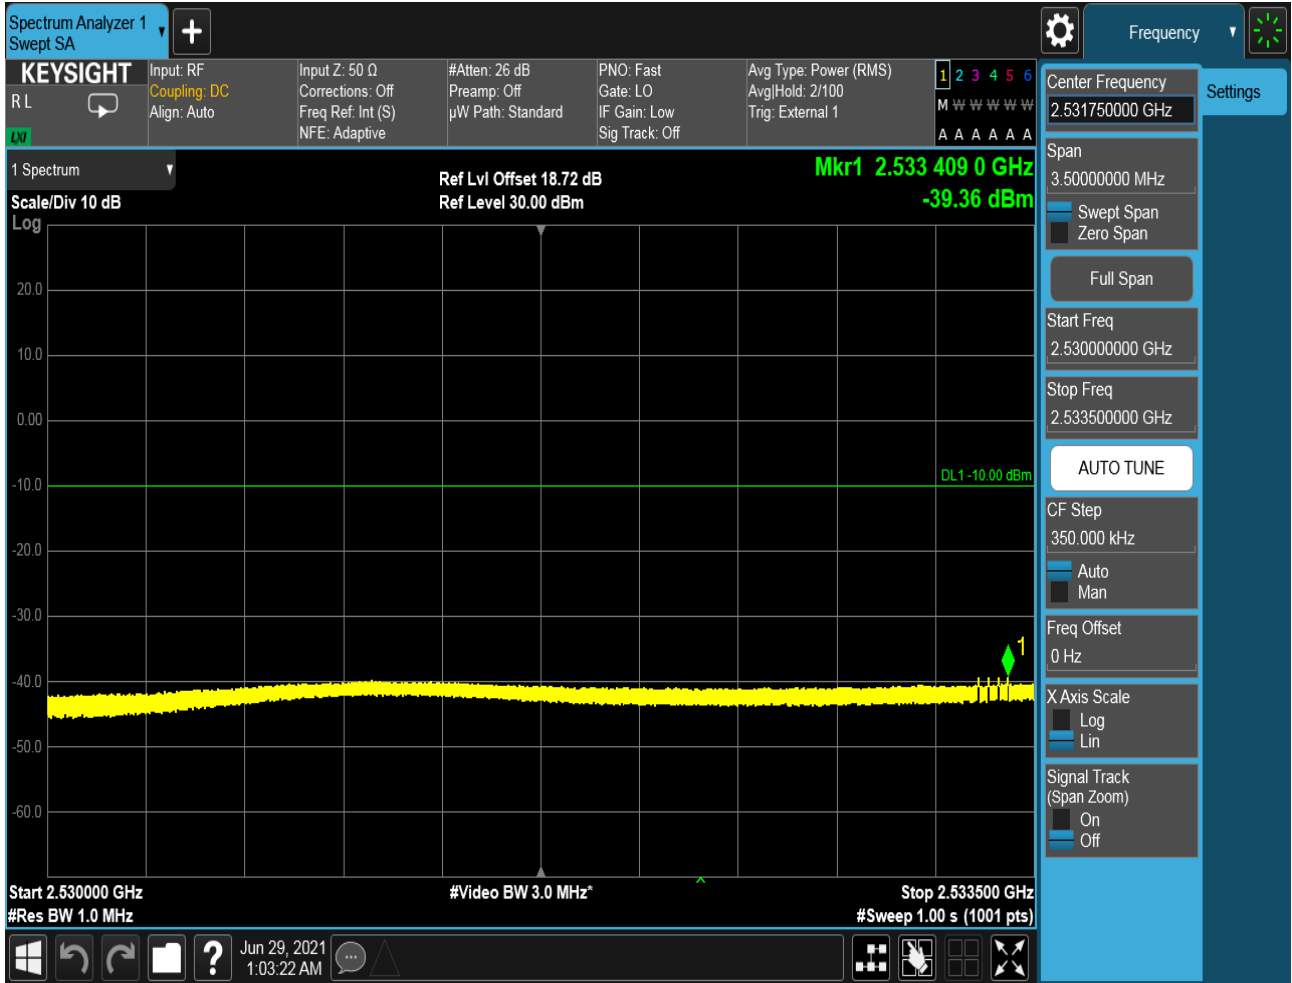 Spectrum Analyzer 1
Swept SA
Frequency
KEYSIGHT
R L
LXI
Input: RF
Coupling: DC
Align: Auto
Input Z: 50 Ω
Corrections: Off
Freq Ref: Int (S)
NFE: Adaptive
#Atten: 26 dB
Preamp: Off
µW Path: Standard
PNO: Fast
Gate: LO
IF Gain: Low
Sig Track: Off
Avg Type: Power (RMS)
Avg|Hold: 2/100
Trig: External 1
1 2 3 4 5 6
M W W W W W
A A A A A A
1 Spectrum
Scale/Div 10 dB
Log
Ref Lvl Offset 18.72 dB
Ref Level 30.00 dBm
Mkr1 2.533 409 0 GHz
-39.36 dBm
20.0
10.0
0.00
-10.0
-20.0
-30.0
-40.0
-50.0
-60.0
DL1 -10.00 dBm
1
Start 2.530000 GHz
#Res BW 1.0 MHz
#Video BW 3.0 MHz*
Stop 2.533500 GHz
#Sweep 1.00 s (1001 pts)
Jun 29, 2021
1:03:22 AM
Center Frequency
2.531750000 GHz
Span
3.50000000 MHz
Swept Span
Zero Span
Full Span
Start Freq
2.530000000 GHz
Stop Freq
2.533500000 GHz
AUTO TUNE
CF Step
350.000 kHz
Auto
Man
Freq Offset
0 Hz
X Axis Scale
Log
Lin
Signal Track
(Span Zoom)
On
Off
Settings